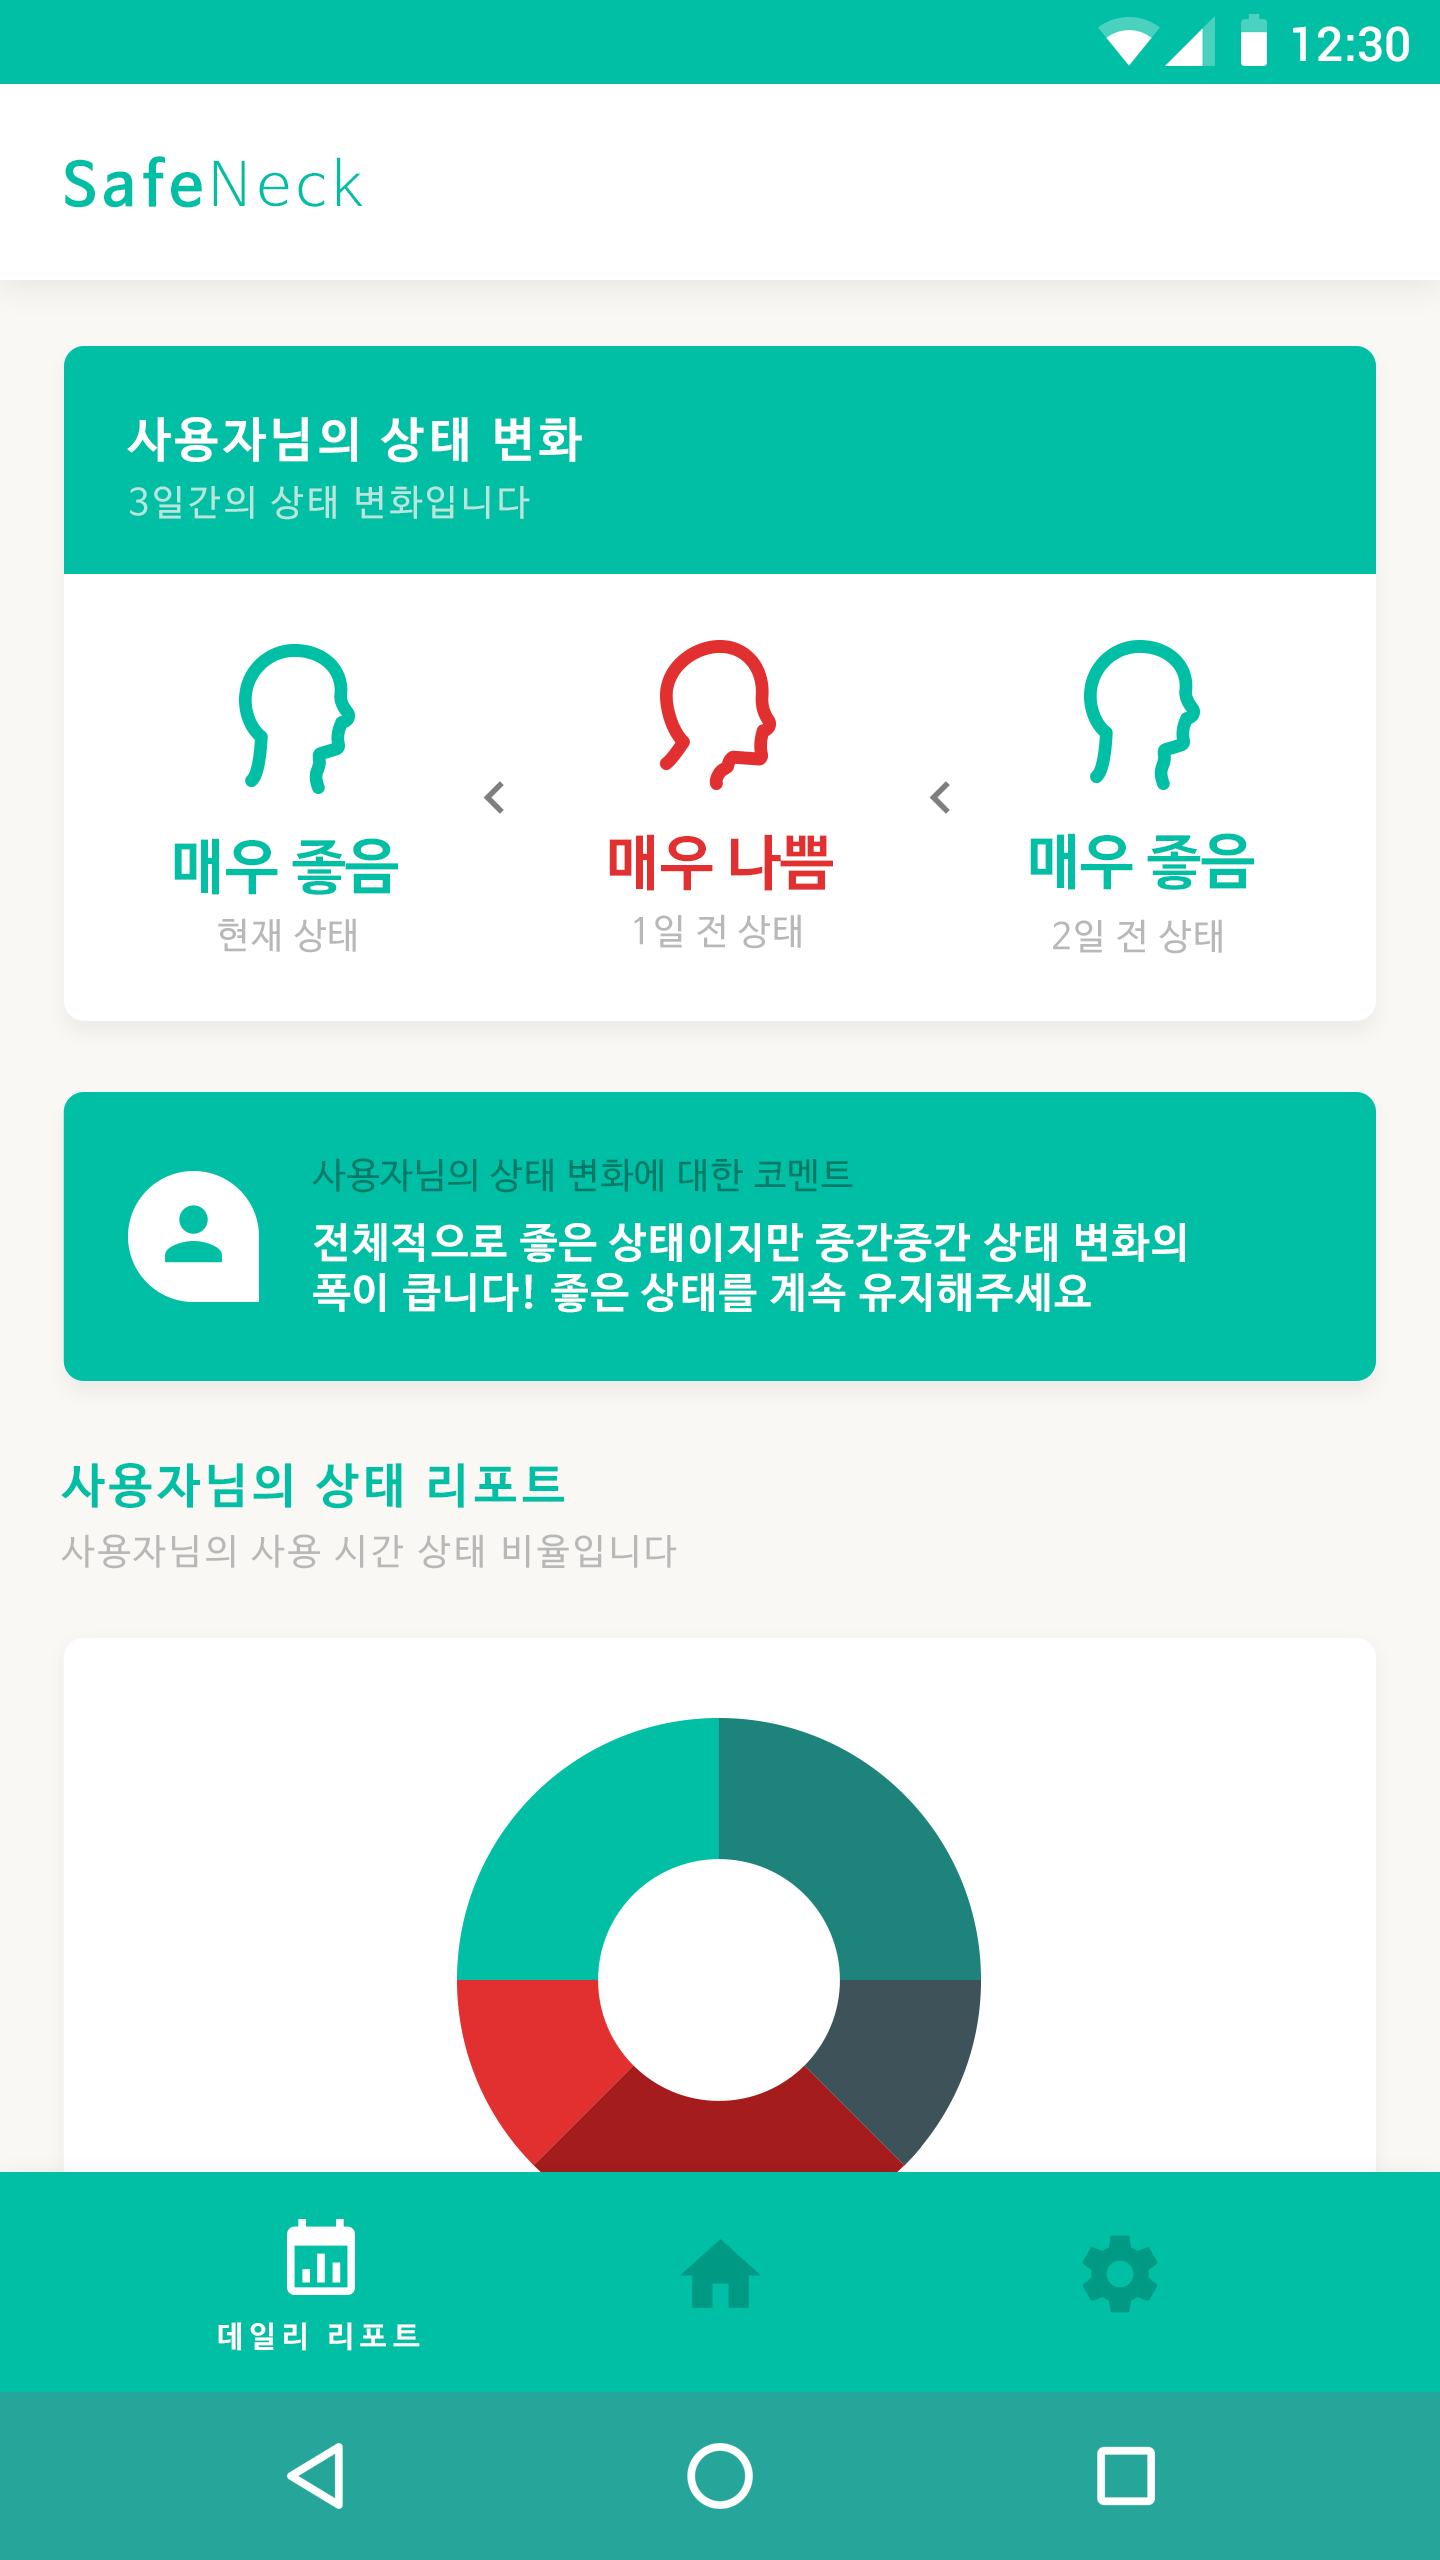 12:30
SafeNeck
사용자님의 상태 변화
3일간의 상태 변화입니다
매우 좋음
현재 상태
매우 나쁨
1일 전 상태
매우 좋음
2일 전 상태
사용자님의 상태 변화에 대한 코멘트
전체적으로 좋은 상태이지만 중간중간 상태 변화의
폭이 큽니다! 좋은 상태를 계속 유지해주세요
사용자님의 상태 리포트
사용자님의 사용 시간 상태 비율입니다
데일리 리포트